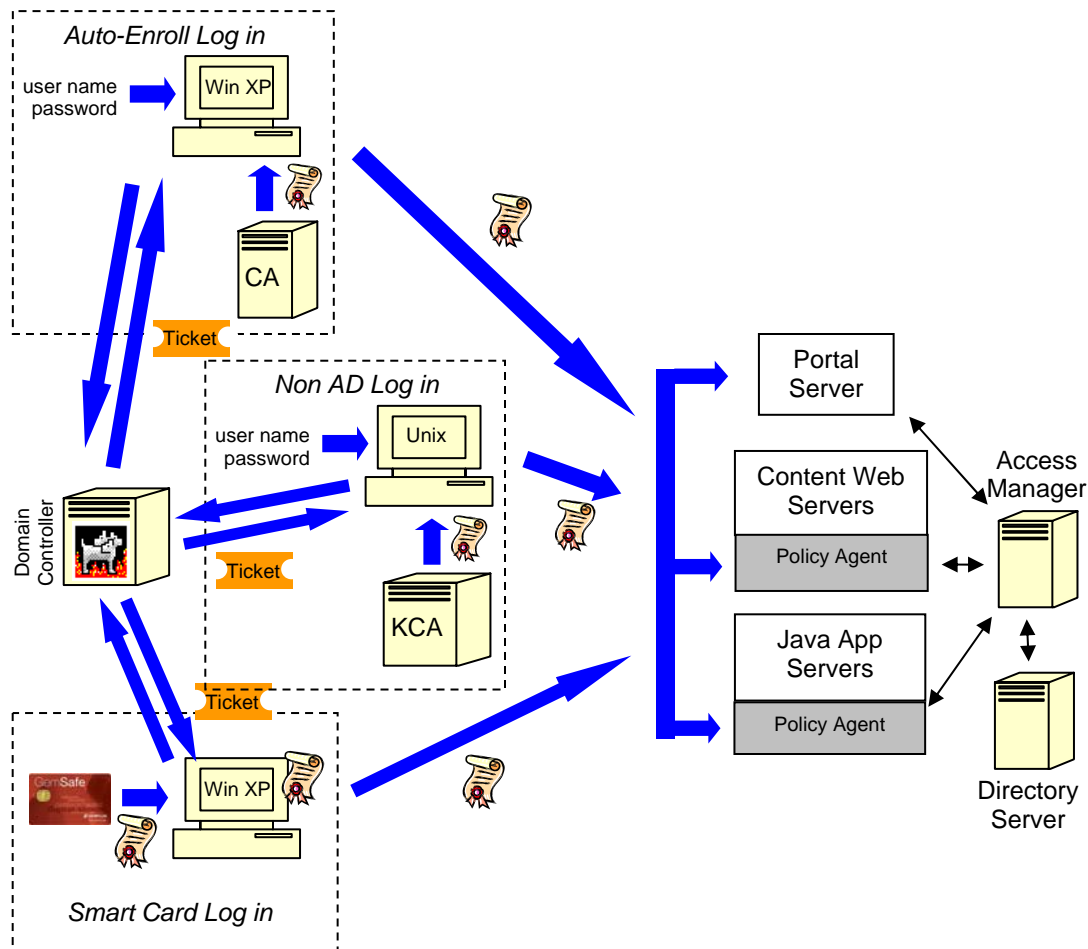 Auto-Enroll Log in
user name
password
Win XP
CA
Ticket
Non AD Log in
user name
password
Unix
Domain
Controller
Ticket
KCA
Ticket
GemSafe
Win XP
Smart Card Log in
Portal
Server
Content Web
Servers
Policy Agent
Java App
Servers
Policy Agent
Access
Manager
Directory
Server